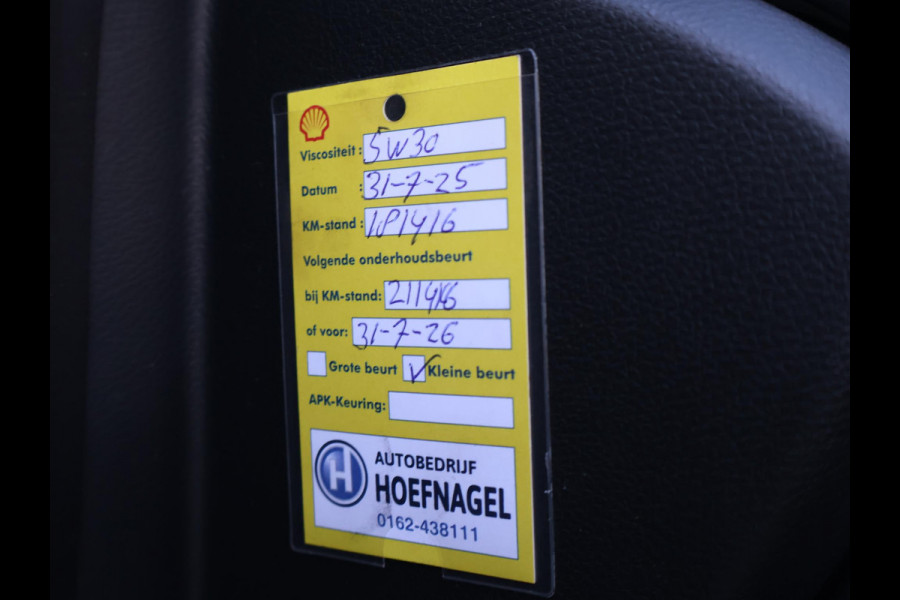 Viscositeit: 5W30
Datum : 31-7-25
KM-stand: 181416
Volgende onderhoudsbeurt
bij KM-stand: 211416
of voor: 31-7-26
Grote beurt ✓ Kleine beurt
APK-Keuring:
H AUTOBEDRIJF
HOEFNAGEL
0162-438111